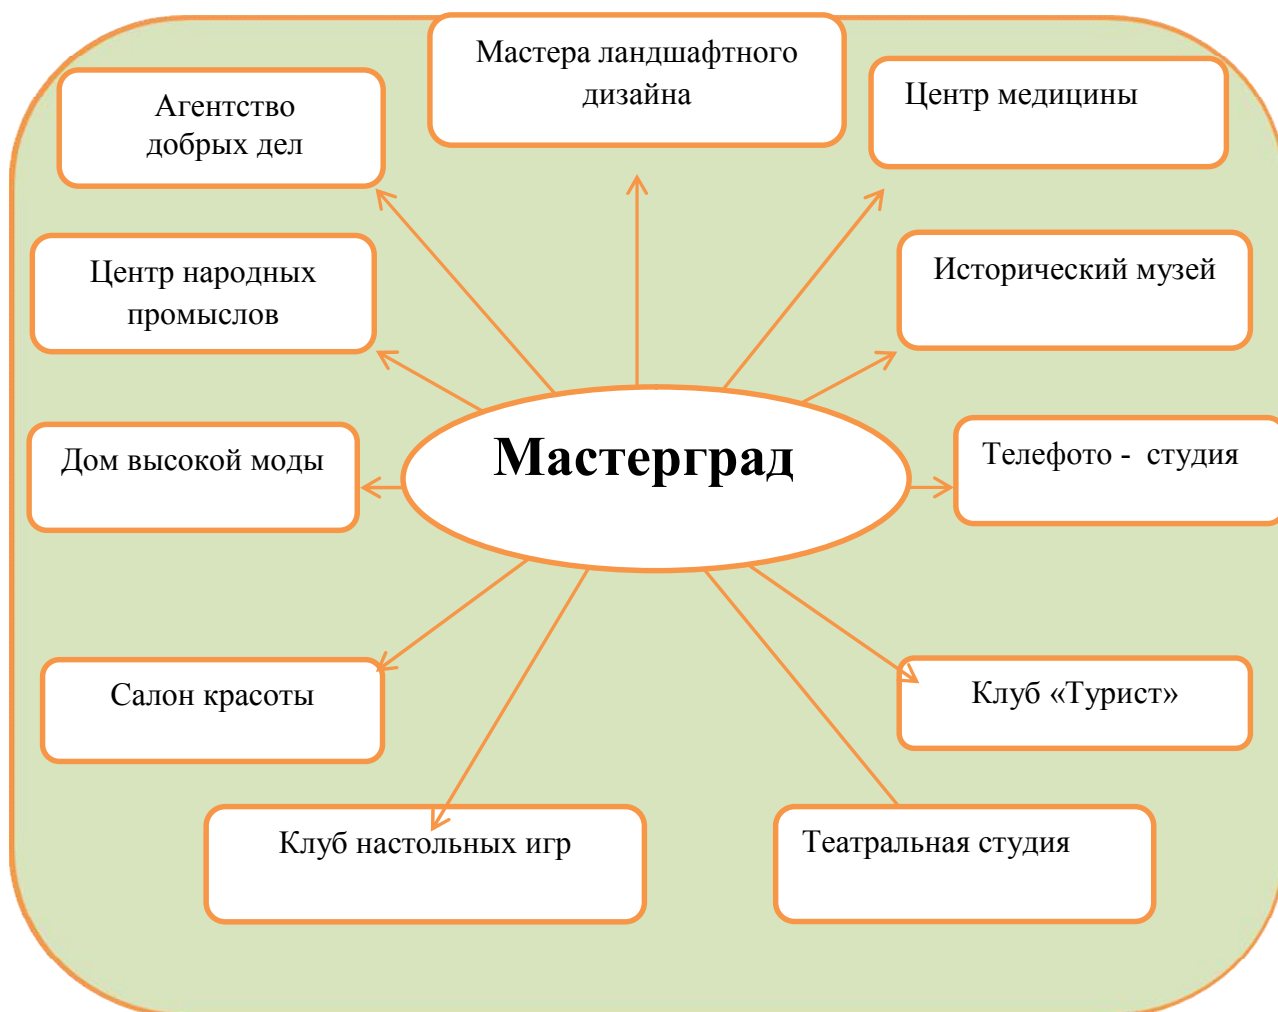 Мастера ландшафтного
дизайна
Агентство
добрых дел
Центр медицины
Центр народных
промыслов
Исторический музей
Дом высокой моды
Мастерград
Телефото -  студия
Салон красоты
Клуб «Турист»
Клуб настольных игр
Театральная студия